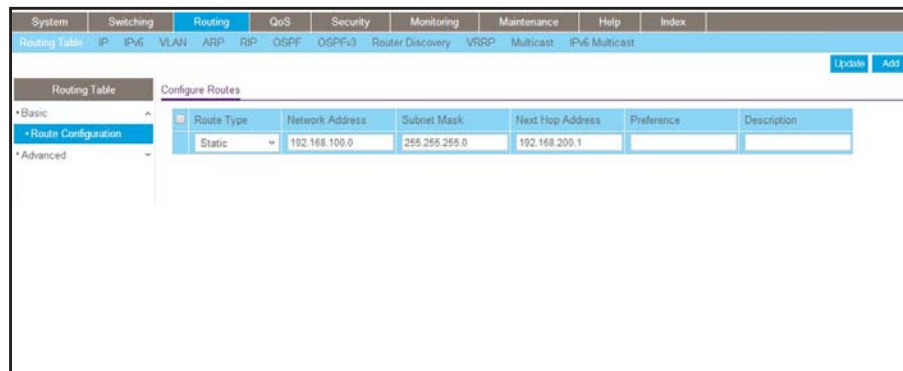 System Switching Routing QoS Security Monitoring Maintenance Help Index
Routing Table IP IPv6 VLAN ARP RIP OSPF OSPFv3 Router Discovery VRRP Multicast IPv6 Multicast
Update Add
Routing Table
•Basic
•Route Configuration
•Advanced
Configure Routes
Route Type Network Address Subnet Mask Next Hop Address Preference Description
Static 192.168.100.0 255.255.255.0 192.168.200.1